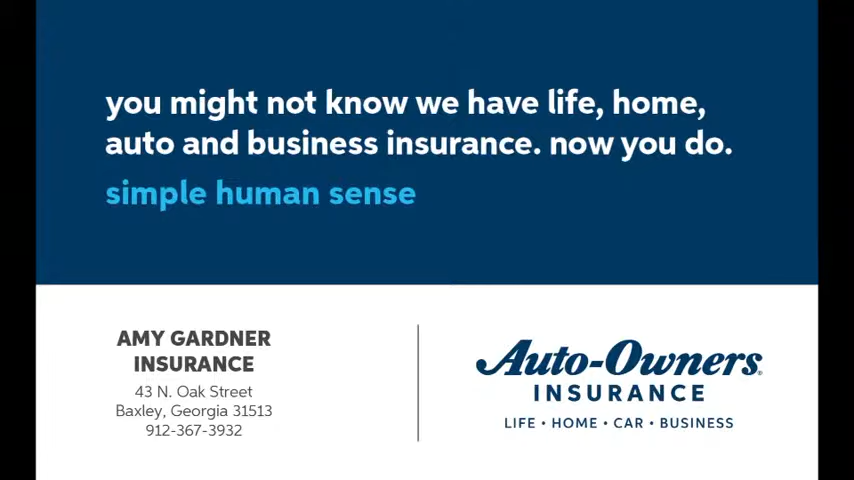 you might not know we have life, home,
auto and business insurance. now you do.
simple human sense
AMY GARDNER
INSURANCE
43 N. Oak Street
Baxley, Georgia 31513
912-367-3932
Auto-Owners®
INSURANCE
LIFE • HOME • CAR • BUSINESS